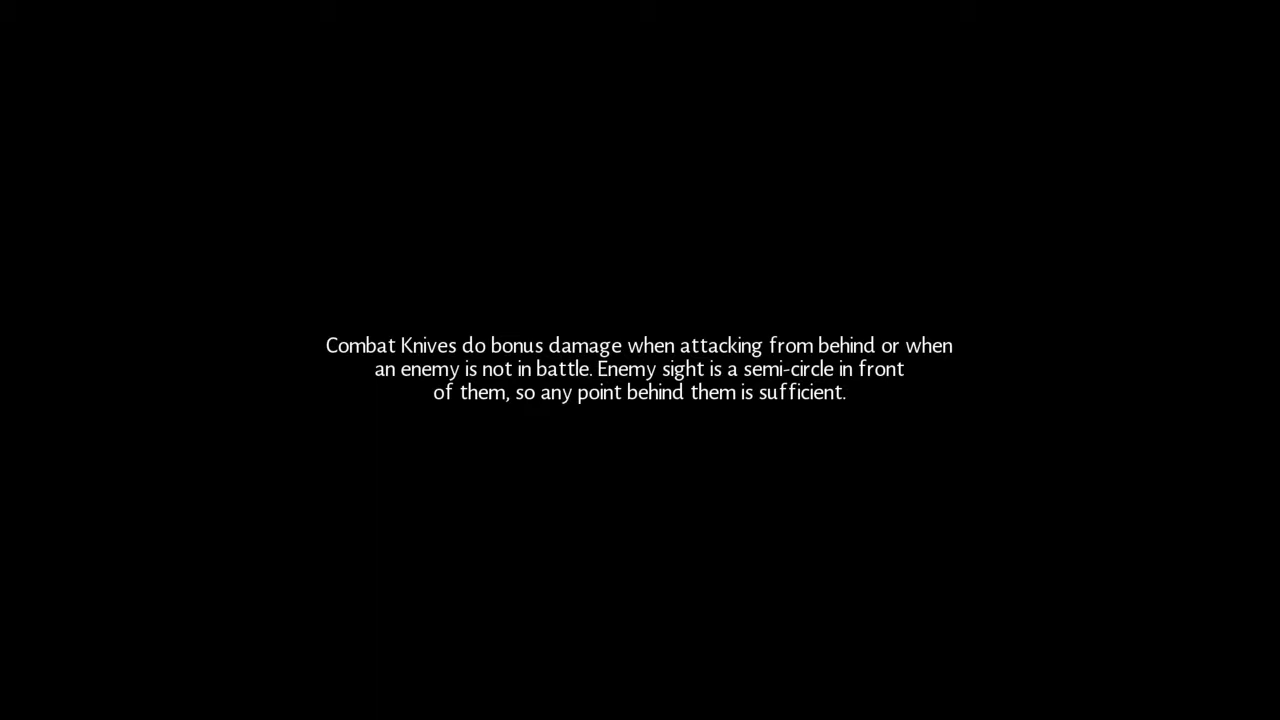 Combat Knives do bonus damage when attacking from behind or when
an enemy is not in battle. Enemy sight is a semi-circle in front
of them, so any point behind them is sufficient.